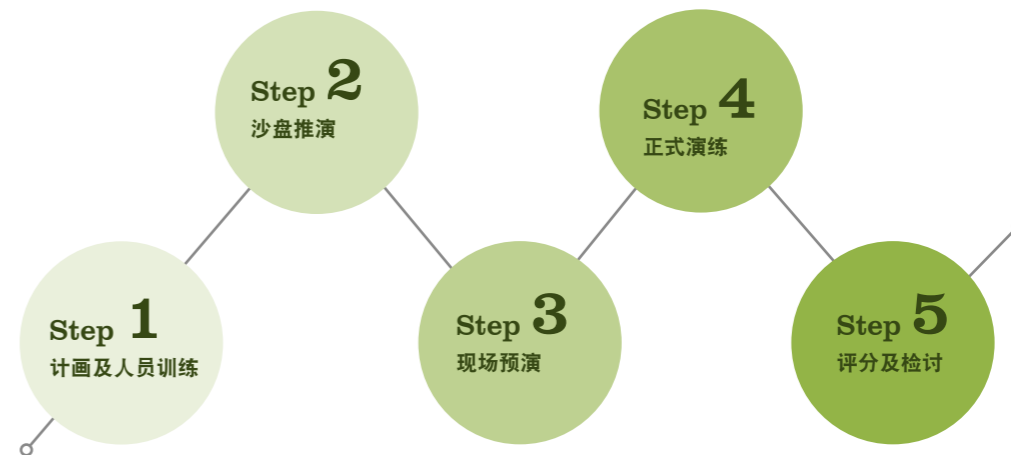 Step 1
计画及人员训练
Step 2
沙盘推演
Step 3
现场预演
Step 4
正式演练
Step 5
评分及检讨